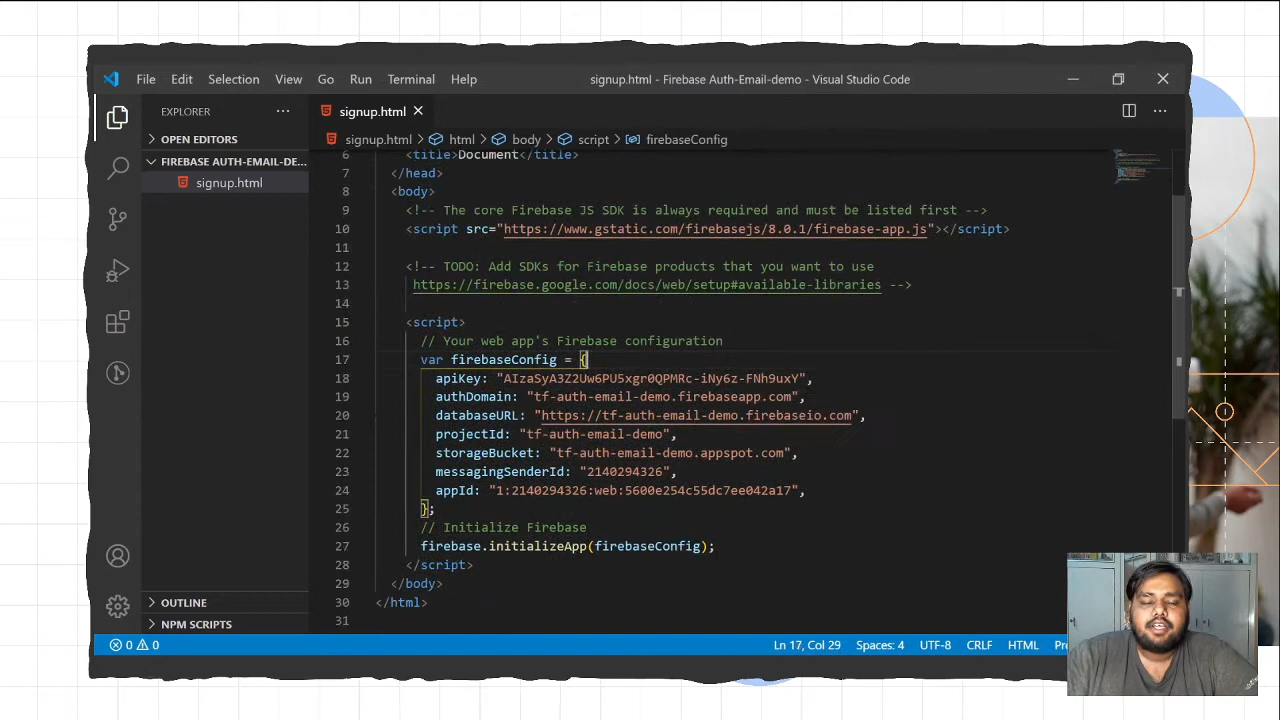 File Edit Selection View Go Run Terminal Help
signup.html - Firebase Auth-Email-demo - Visual Studio Code
EXPLORER
signup.html
OPEN EDITORS
signup.html > html > body > script > firebaseConfig
FIREBASE AUTH-EMAIL-DE...
signup.html
6 <title>Document</title>
7 </head>
8 <body>
9 <!-- The core Firebase JS SDK is always required and must be listed first -->
10 <script src="https://www.gstatic.com/firebasejs/8.0.1/firebase-app.js"></script>
11
12 <!-- TODO: Add SDKs for Firebase products that you want to use
13 https://firebase.google.com/docs/web/setup#available-libraries -->
14
15 <script>
16 // Your web app's Firebase configuration
17 var firebaseConfig = {
18 apiKey: "AIzaSyA3Z2Uw6PU5xgr0QPMRc-iNy6z-FNh9uxY",
19 authDomain: "tf-auth-email-demo.firebaseapp.com",
20 databaseURL: "https://tf-auth-email-demo.firebaseio.com",
21 projectId: "tf-auth-email-demo",
22 storageBucket: "tf-auth-email-demo.appspot.com",
23 messagingSenderId: "2140294326",
24 appId: "1:2140294326:web:5600e254c55dc7ee042a17",
25 };
26 // Initialize Firebase
27 firebase.initializeApp(firebaseConfig);
28 </script>
29 </body>
30 </html>
31
OUTLINE
NPM SCRIPTS
0 0
Ln 17, Col 29 Spaces: 4 UTF-8 CRLF HTML